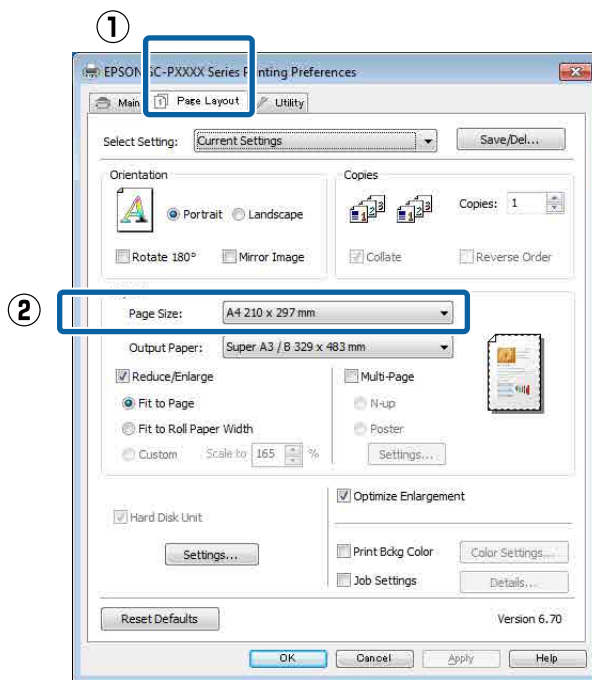 ①
EPSON SC-PXXXX Series Printing Preferences
Main Page Layout Utility
Select Setting: Current Settings Save/Del...
Orientation Copies
Portrait Landscape Copies: 1
Rotate 180° Mirror Image Collate Reverse Order
②
Page Size: A4 210 x 297 mm
Output Paper: Super A3 / B 329 x 483 mm
Reduce/Enlarge Multi-Page
Fit to Page N-up
Fit to Roll Paper Width Poster
Custom Scale to 165 % Settings...
Optimize Enlargement
Hard Disk Unit
Settings... Print Bckg Color Color Settings...
Job Settings Details...
Reset Defaults Version 6.70
OK Cancel Apply Help